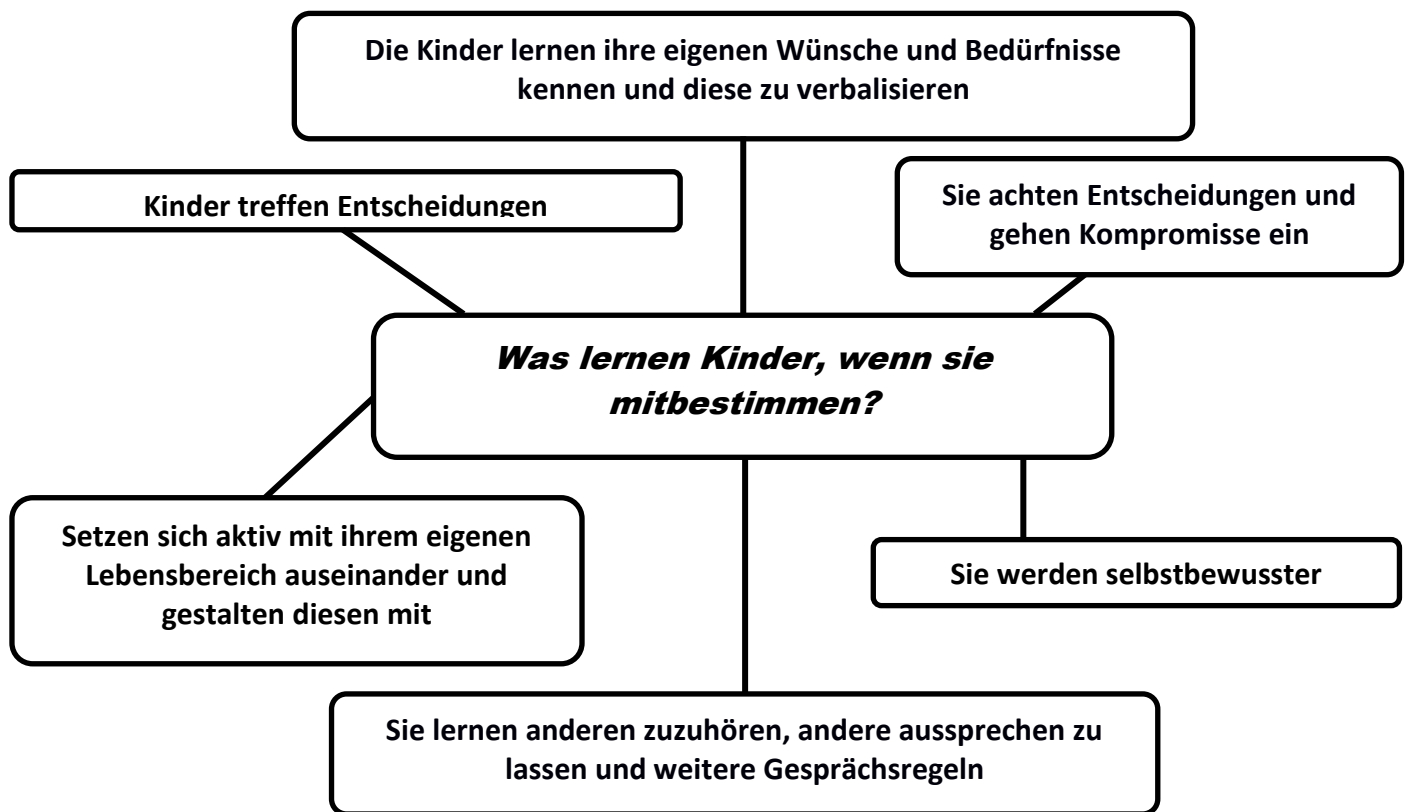 Die Kinder lernen ihre eigenen Wünsche und Bedürfnisse
kennen und diese zu verbalisieren
Kinder treffen Entscheidungen
Sie achten Entscheidungen und
gehen Kompromisse ein
Was lernen Kinder, wenn sie
mitbestimmen?
Setzen sich aktiv mit ihrem eigenen
Lebensbereich auseinander und
gestalten diesen mit
Sie werden selbstbewusster
Sie lernen anderen zuzuhören, andere aussprechen zu
lassen und weitere Gesprächsregeln